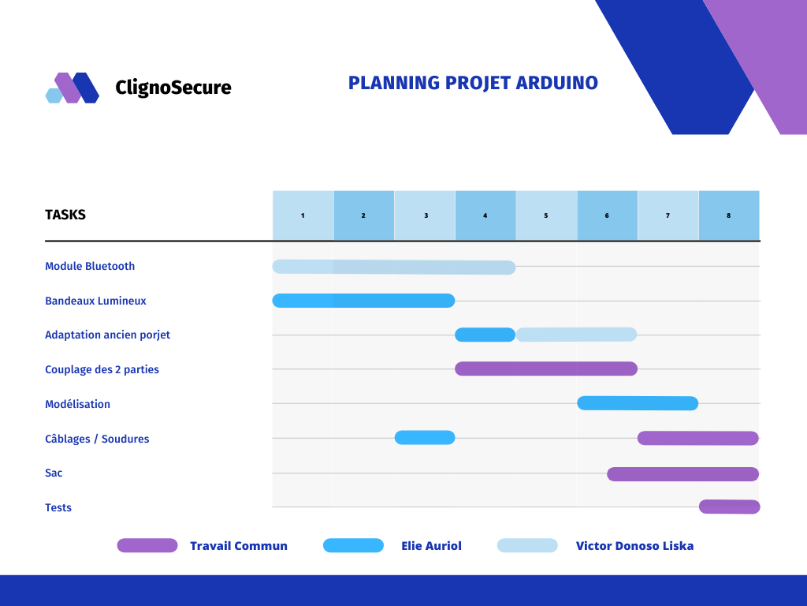 ClignoSecure
PLANNING PROJET ARDUINO
TASKS 1 2 3 4 5 6 7 8
Module Bluetooth
Bandeaux Lumineux
Adaptation ancien porjet
Couplage des 2 parties
Modélisation
Câblages / Soudures
Sac
Tests
Travail Commun Elie Auriol Victor Donoso Liska